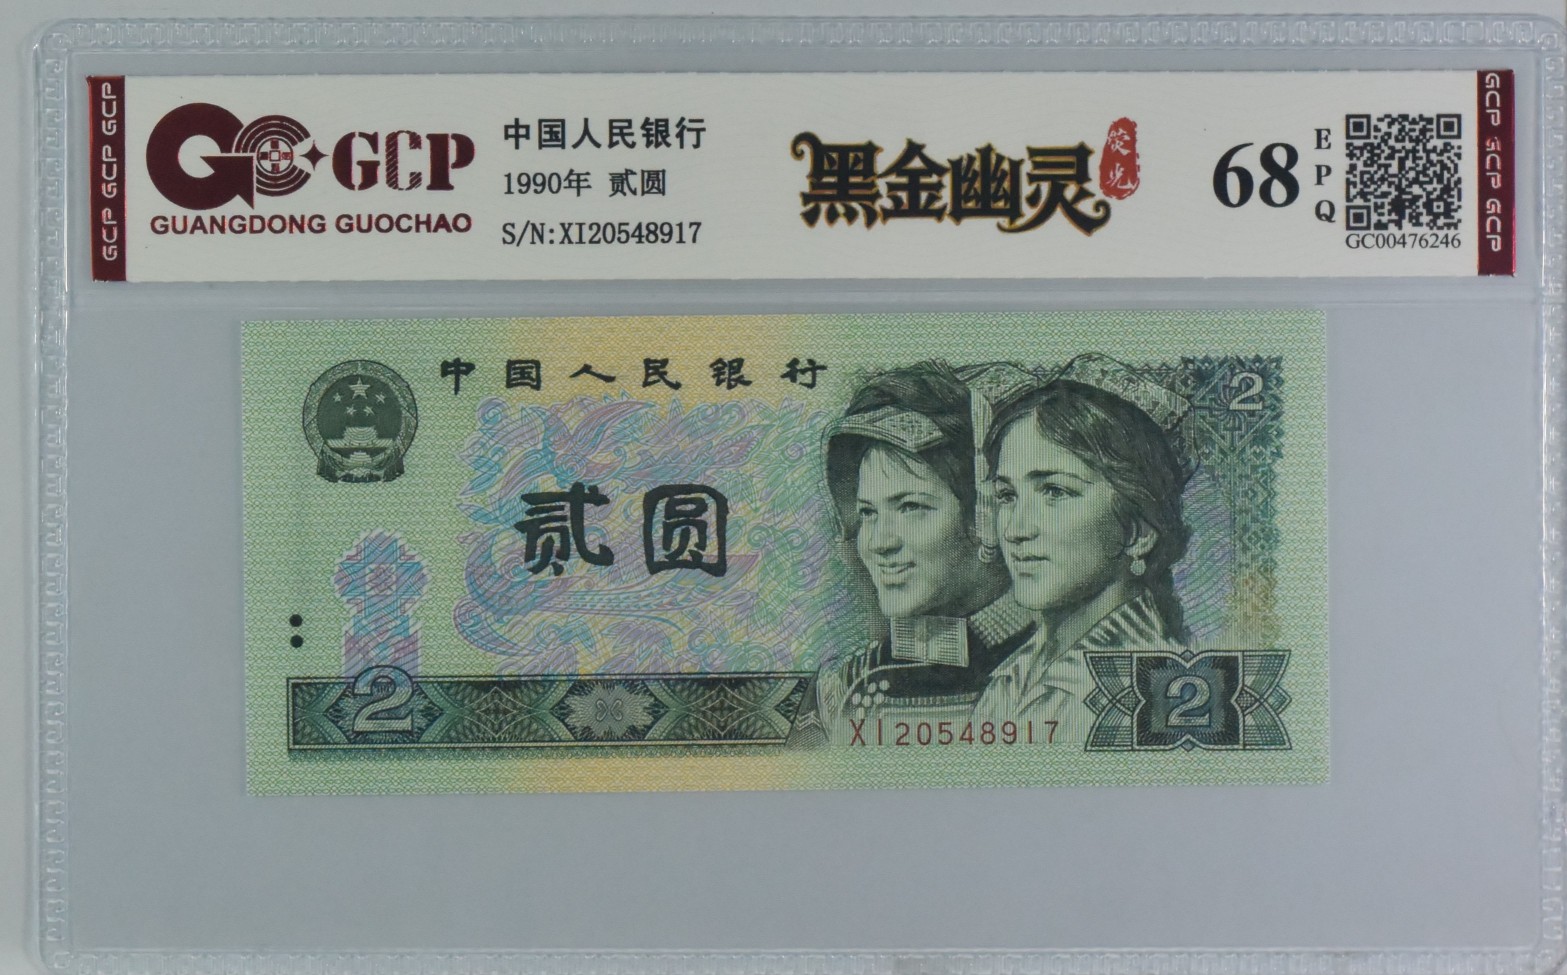 GCP GCP GCP
GCP
GUANGDONG GUOCHAO
中国人民银行
1990年 贰圆
S/N:XI20548917
黑金幽灵
荧光
68
EPQ
GC00476246
GCP GCP GCP
中国人民银行
2
贰圆
2
XI20548917
2